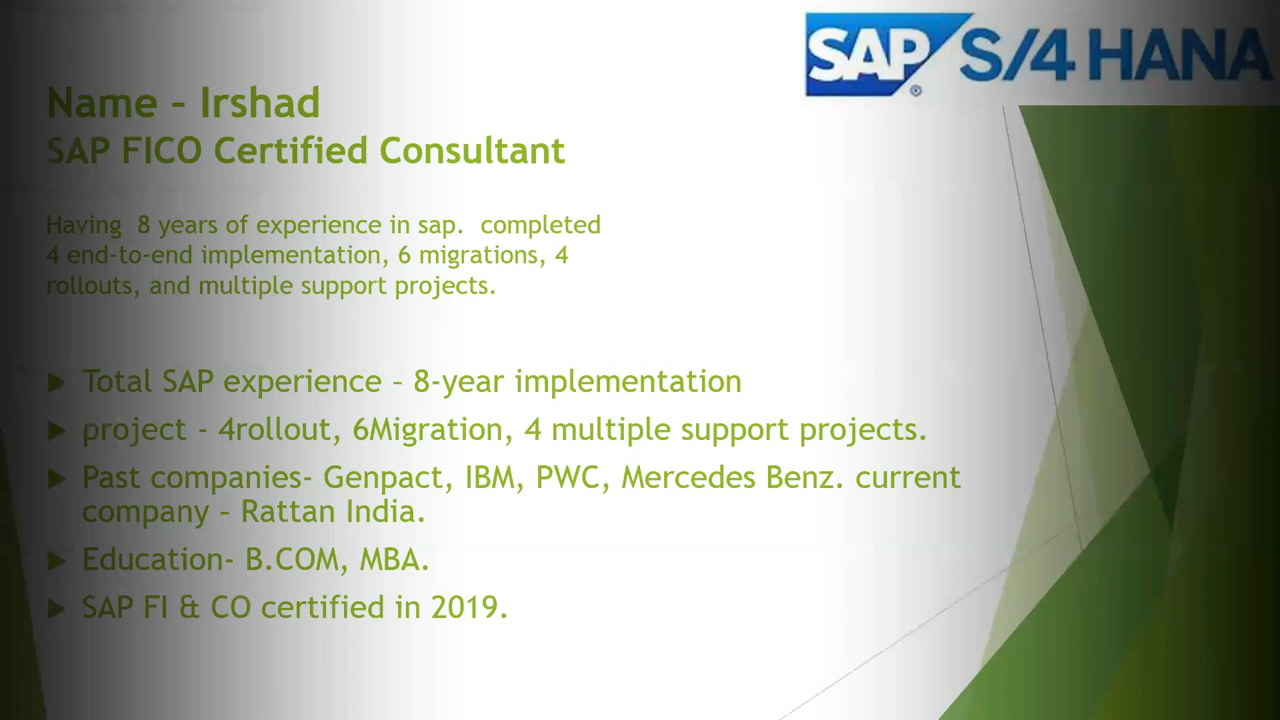 SAP S/4 HANA
®
Name – Irshad
SAP FICO Certified Consultant
Having 8 years of experience in sap. completed
4 end-to-end implementation, 6 migrations, 4
rollouts, and multiple support projects.
Total SAP experience – 8-year implementation
project - 4rollout, 6Migration, 4 multiple support projects.
Past companies- Genpact, IBM, PWC, Mercedes Benz. current
company – Rattan India.
Education- B.COM, MBA.
SAP FI & CO certified in 2019.